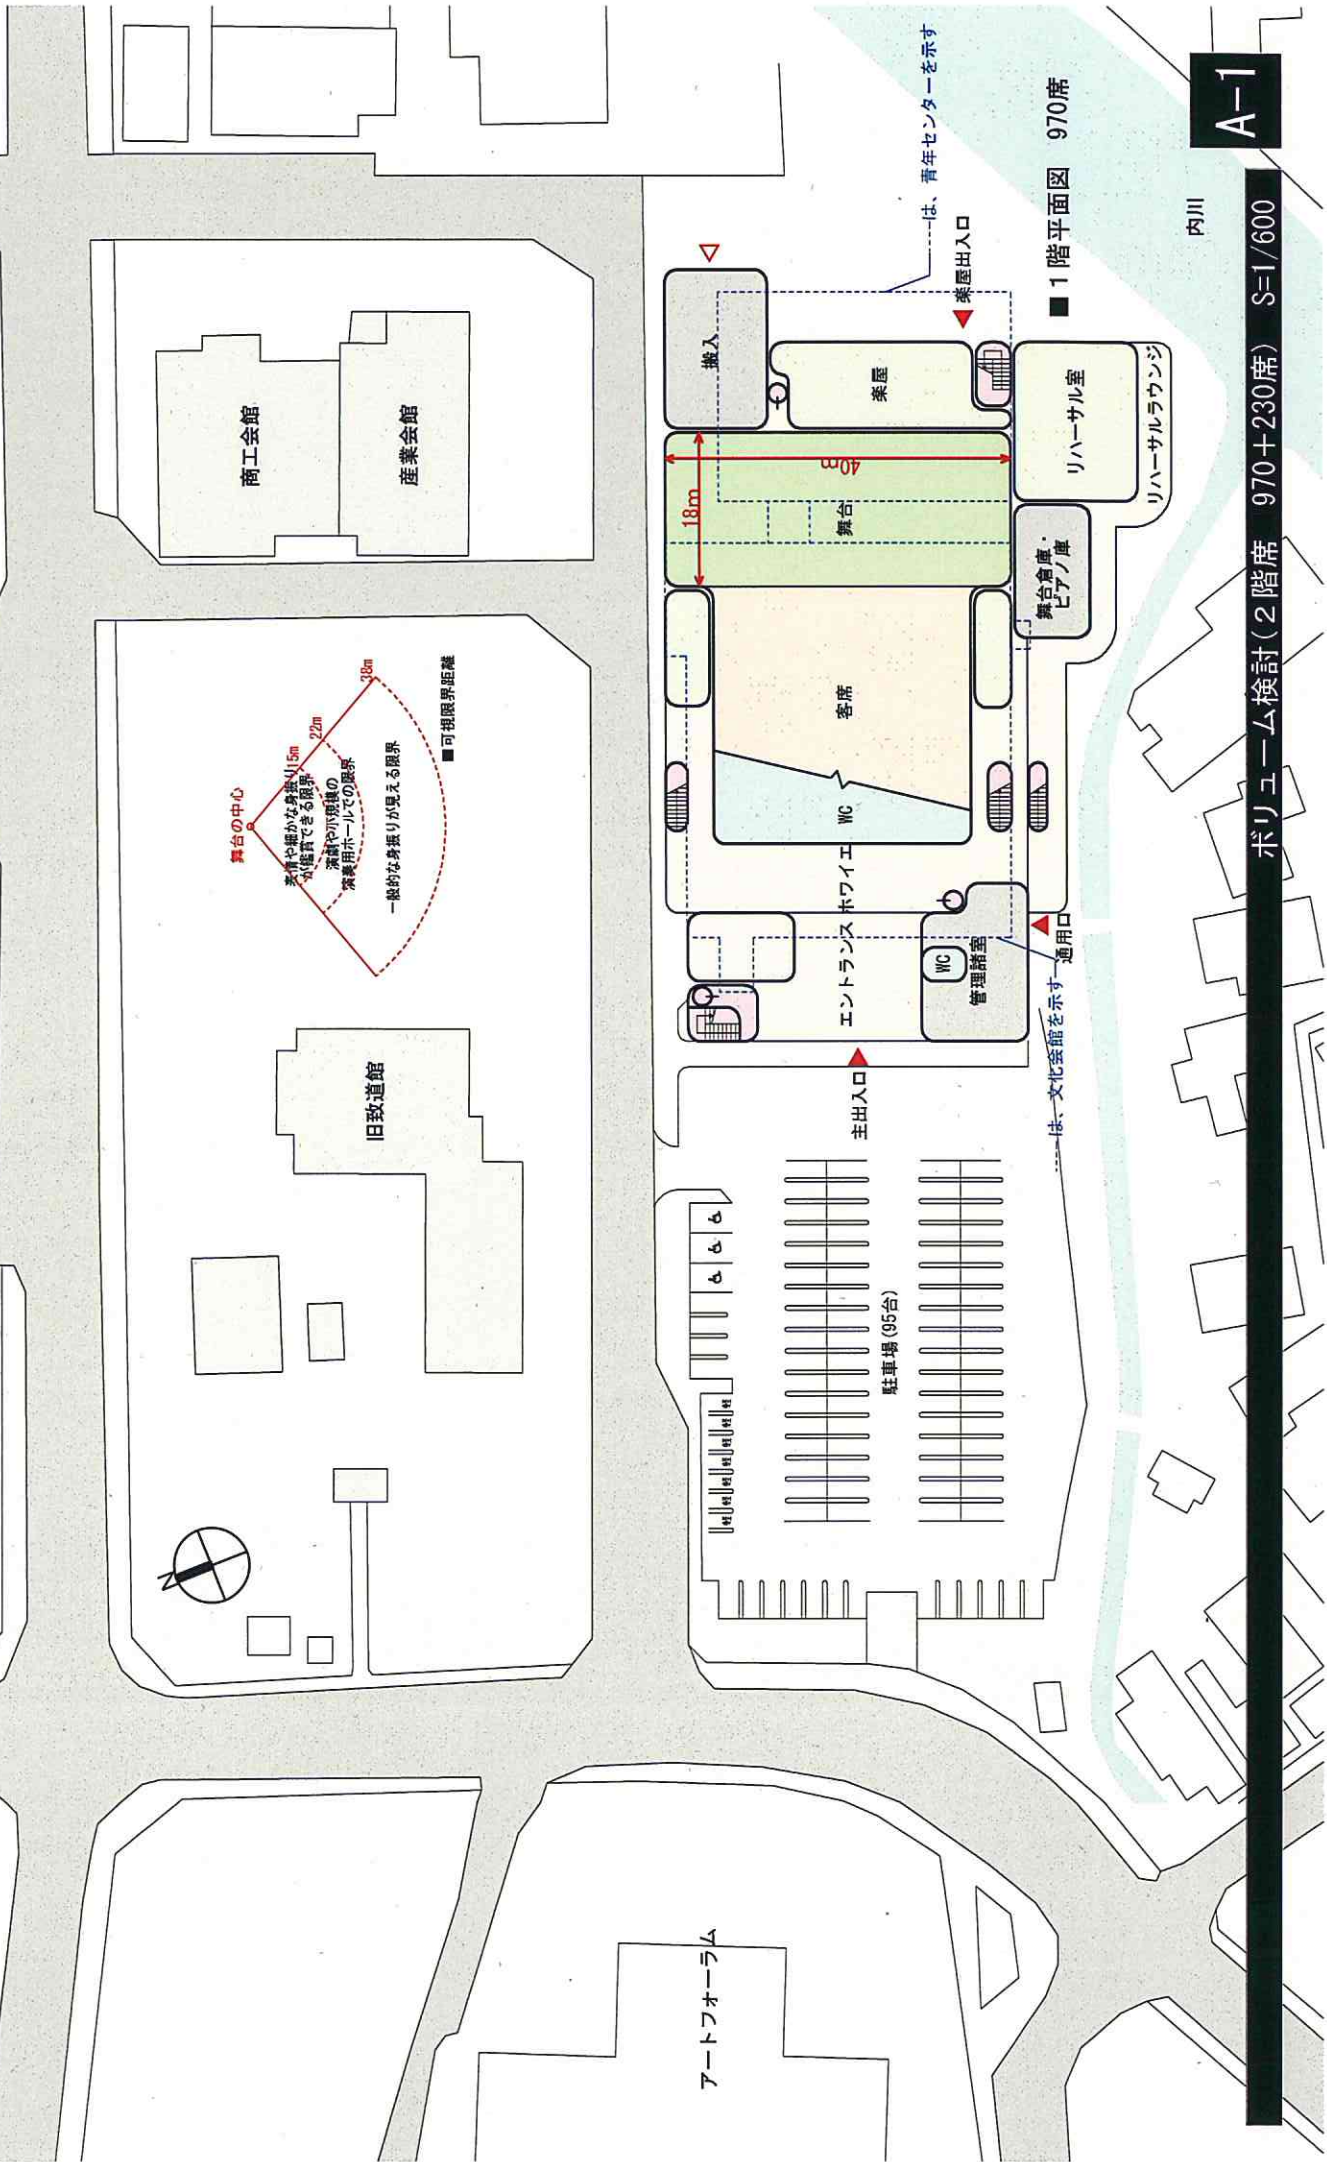 A-1
ボリューム検討(2階席 970+230席) S=1/600
■1階平面図 970席
内川
-----は、青年センターを示す
楽屋出入口
搬入
楽屋
リハーサル室
リハーサルラウンジ
18m
40m
舞台
舞台倉庫・
ピアノ庫
客席
WC
エントランスホワイエ
WC
管理諸室
通用口
-----は、文化会館を示す
主出入口
駐車場(95台)
軽 軽 軽 軽 軽 軽
商工会館
産業会館
舞台の中心
15m
22m
38m
表情や細かな身振り
が鑑賞できる限界
演劇や小規模の
演奏用ホールでの限界
一般的な身振りが見える限界
■可視限界距離
旧致道館
N
アートフォーラム